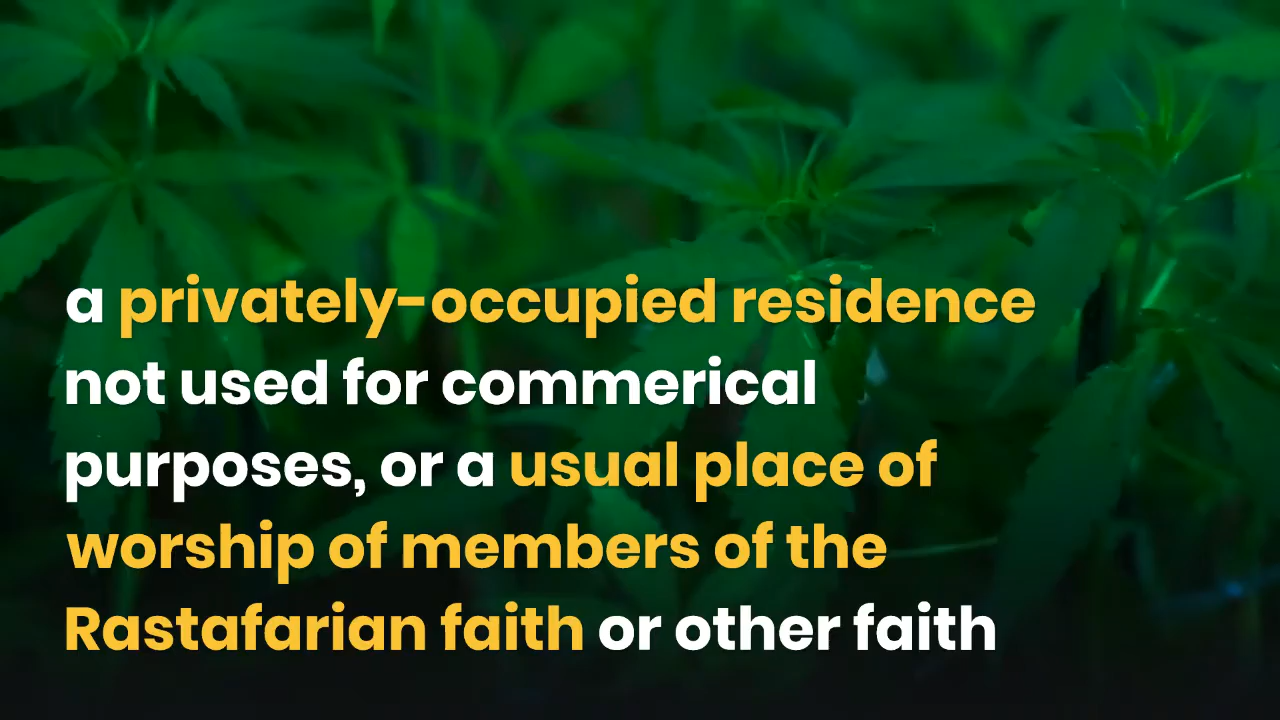 a privately-occupied residence
not used for commerical
purposes, or a usual place of
worship of members of the
Rastafarian faith or other faith